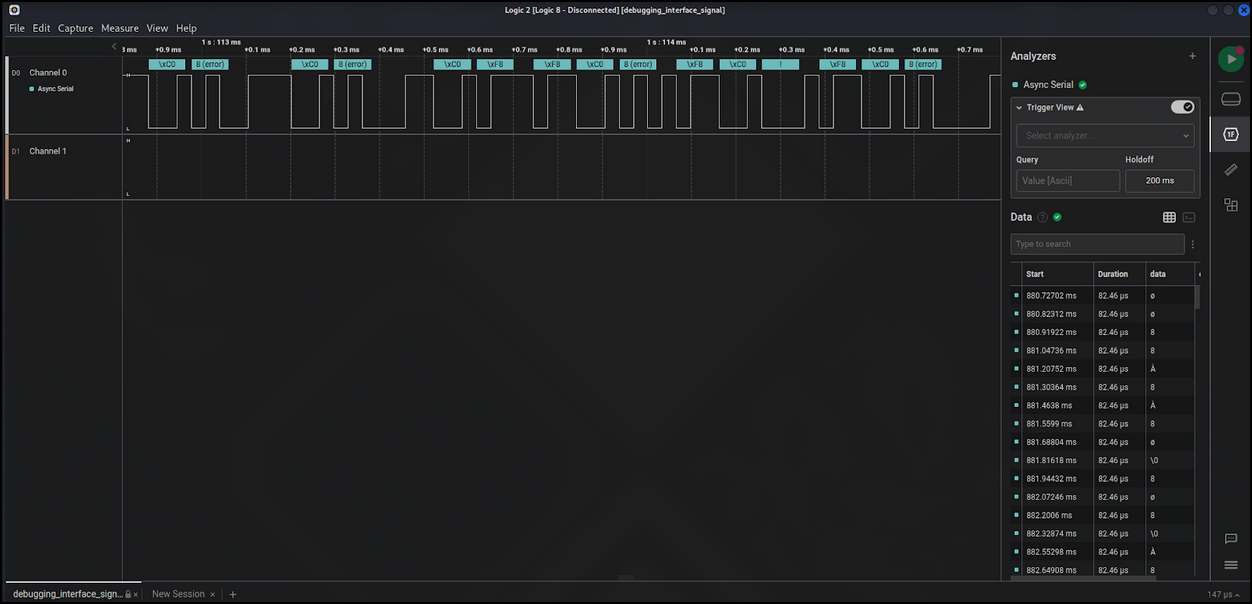 Logic 2 [Logic 8 - Disconnected] [debugging_interface_signal]
File Edit Capture Measure View Help
1 s : 113 ms 1 s : 114 ms
3 ms +0.9 ms +0.1 ms +0.2 ms +0.3 ms +0.4 ms +0.5 ms +0.6 ms +0.7 ms +0.8 ms +0.9 ms +0.1 ms +0.2 ms +0.3 ms +0.4 ms +0.5 ms +0.6 ms +0.7 ms
\xC0 8 (error) \xC0 8 (error) \xC0 \xF8 \xF8 \xC0 8 (error) \xF8 \xC0 ! \xF8 \xC0 8 (error)
D0 Channel 0 H
Async Serial
L
H
D1 Channel 1
L
Analyzers
Async Serial
Trigger View
Select analyzer...
Query Holdoff
Value [Ascii] 200 ms
Data
Type to search
Start Duration data
880.72702 ms 82.46 µs ø
880.82312 ms 82.46 µs ø
880.91922 ms 82.46 µs 8
881.04736 ms 82.46 µs 8
881.20752 ms 82.46 µs À
881.30364 ms 82.46 µs 8
881.4638 ms 82.46 µs À
881.5599 ms 82.46 µs 8
881.68804 ms 82.46 µs ø
881.81618 ms 82.46 µs \0
881.94432 ms 82.46 µs 8
882.07246 ms 82.46 µs ø
882.2006 ms 82.46 µs 8
882.32874 ms 82.46 µs \0
882.55298 ms 82.46 µs À
882.64908 ms 82.46 µs 8
1F
debugging_interface_sign... × New Session × +
147 µs